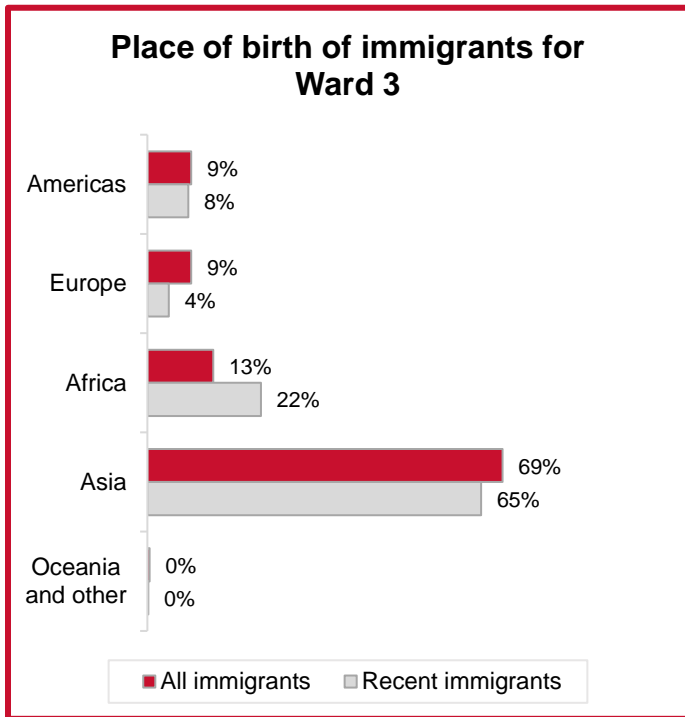 Place of birth of immigrants for
Ward 3
Americas
9%
8%
Europe
9%
4%
Africa
13%
22%
Asia
69%
65%
Oceania
and other
0%
0%
All immigrants
Recent immigrants